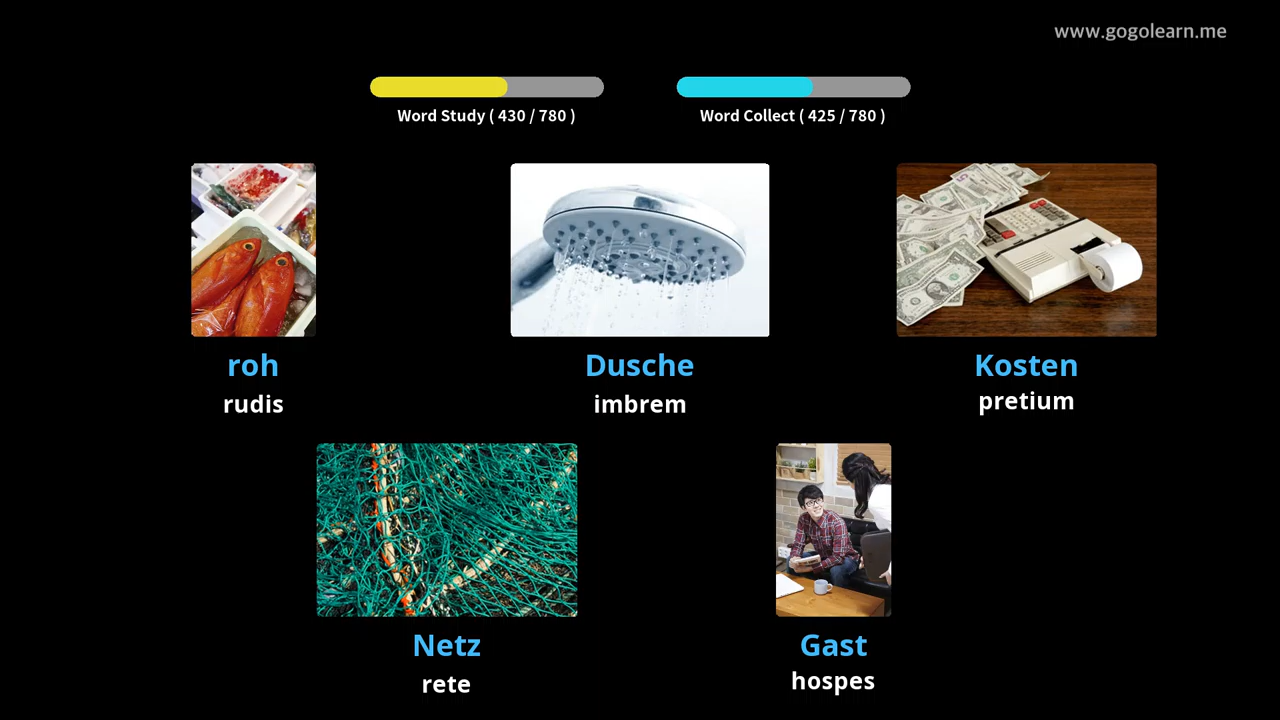 www.gogolearn.me
Word Study ( 430 / 780 )
Word Collect ( 425 / 780 )
roh
rudis
Dusche
imbrem
Kosten
pretium
Netz
rete
Gast
hospes